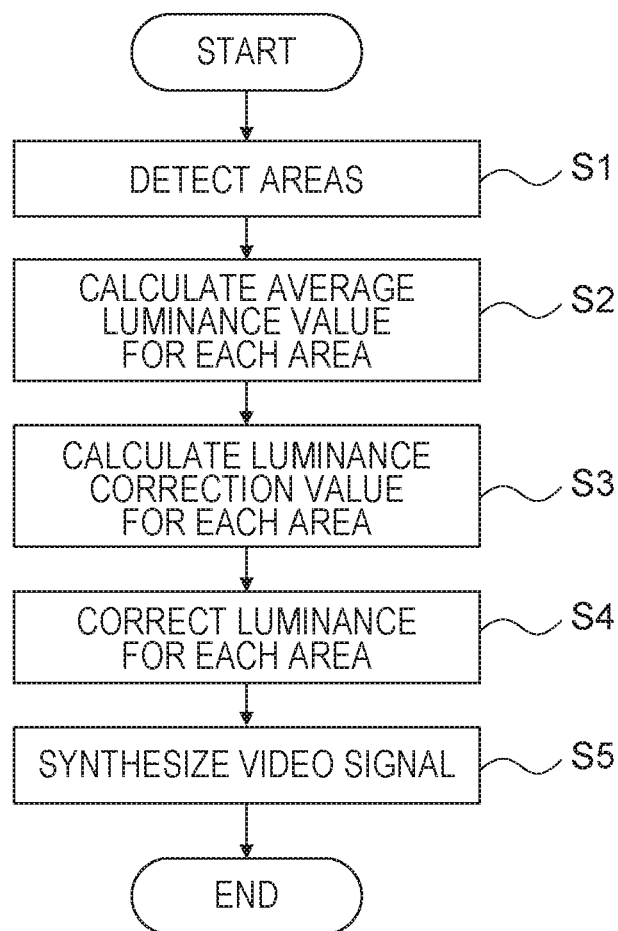 START
DETECT AREAS
S1
CALCULATE AVERAGE
LUMINANCE VALUE
FOR EACH AREA
S2
CALCULATE LUMINANCE
CORRECTION VALUE
FOR EACH AREA
S3
CORRECT LUMINANCE
FOR EACH AREA
S4
SYNTHESIZE VIDEO SIGNAL
S5
END